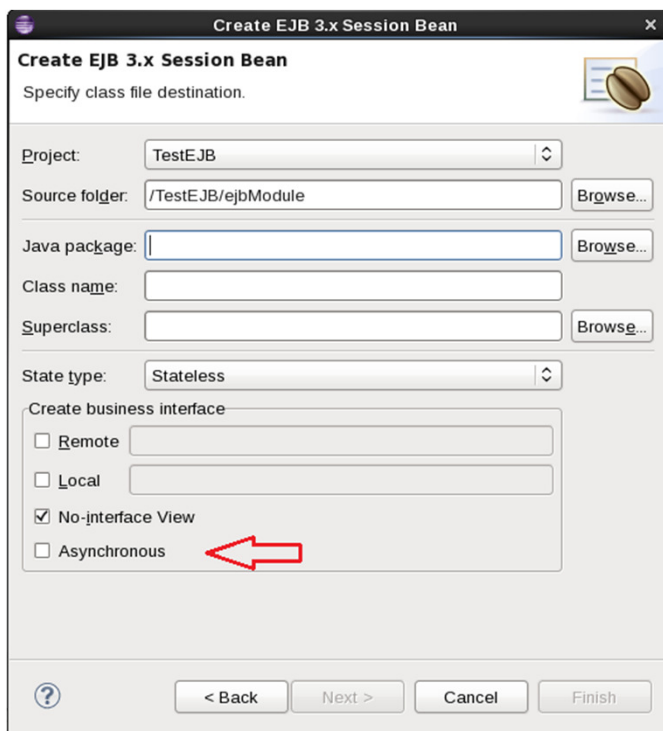 Create EJB 3.x Session Bean
Create EJB 3.x Session Bean
Specify class file destination.
Project: TestEJB
Source folder: /TestEJB/ejbModule Browse...
Java package: Browse...
Class name:
Superclass: Browse...
State type: Stateless
Create business interface
Remote
Local
No-interface View
Asynchronous
? < Back Next > Cancel Finish